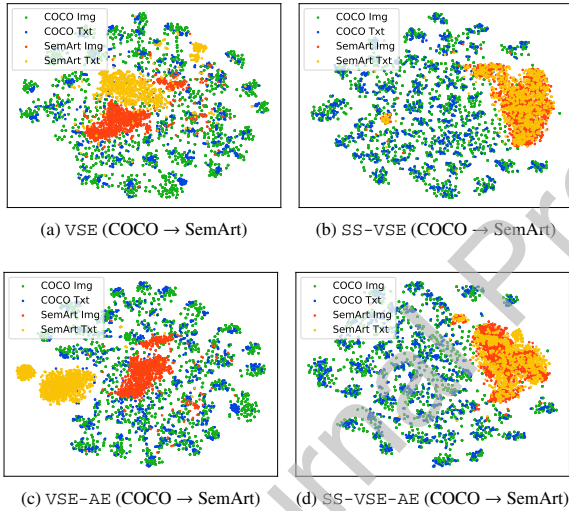 COCO Img
COCO Txt
SemArt Img
SemArt Txt
COCO Img
COCO Txt
SemArt Img
SemArt Txt
(a) VSE (COCO → SemArt)
(b) SS-VSE (COCO → SemArt)
COCO Img
COCO Txt
SemArt Img
SemArt Txt
COCO Img
COCO Txt
SemArt Img
SemArt Txt
(c) VSE-AE (COCO → SemArt)
(d) SS-VSE-AE (COCO → SemArt)
urnal Pr